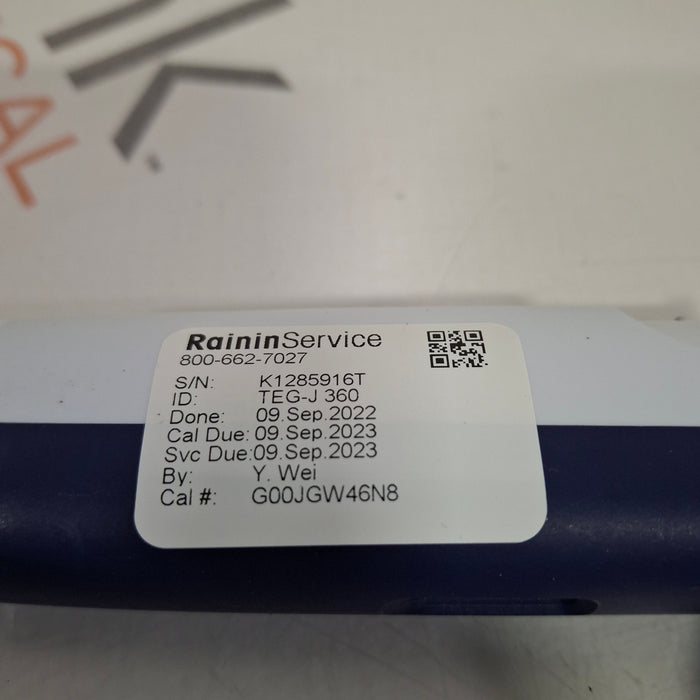 CAL
RaininService
800-662-7027
S/N: K1285916T
ID: TEG-J 360
Done: 09.Sep.2022
Cal Due: 09.Sep.2023
Svc Due: 09.Sep.2023
By: Y. Wei
Cal #: G00JGW46N8